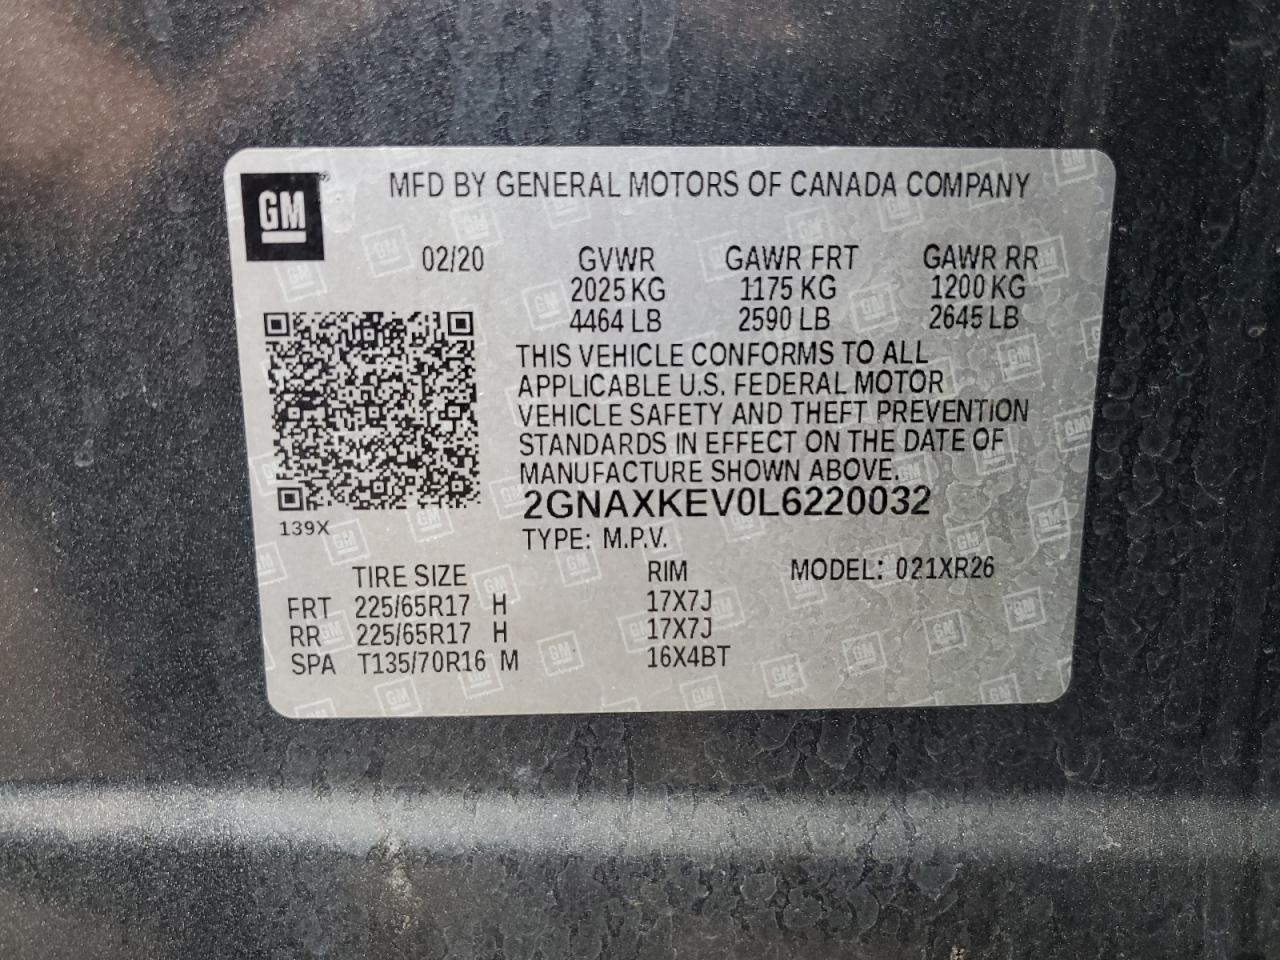 GM
MFD BY GENERAL MOTORS OF CANADA COMPANY
02/20 GVWR GAWR FRT GAWR RR
2025 KG 1175 KG 1200 KG
4464 LB 2590 LB 2645 LB
THIS VEHICLE CONFORMS TO ALL
APPLICABLE U.S. FEDERAL MOTOR
VEHICLE SAFETY AND THEFT PREVENTION
STANDARDS IN EFFECT ON THE DATE OF
MANUFACTURE SHOWN ABOVE.
2GNAXKEV0L6220032
139X
TYPE: M.P.V.
TIRE SIZE RIM MODEL: 021XR26
FRT 225/65R17 H 17X7J
RR 225/65R17 H 17X7J
SPA T135/70R16 M 16X4BT